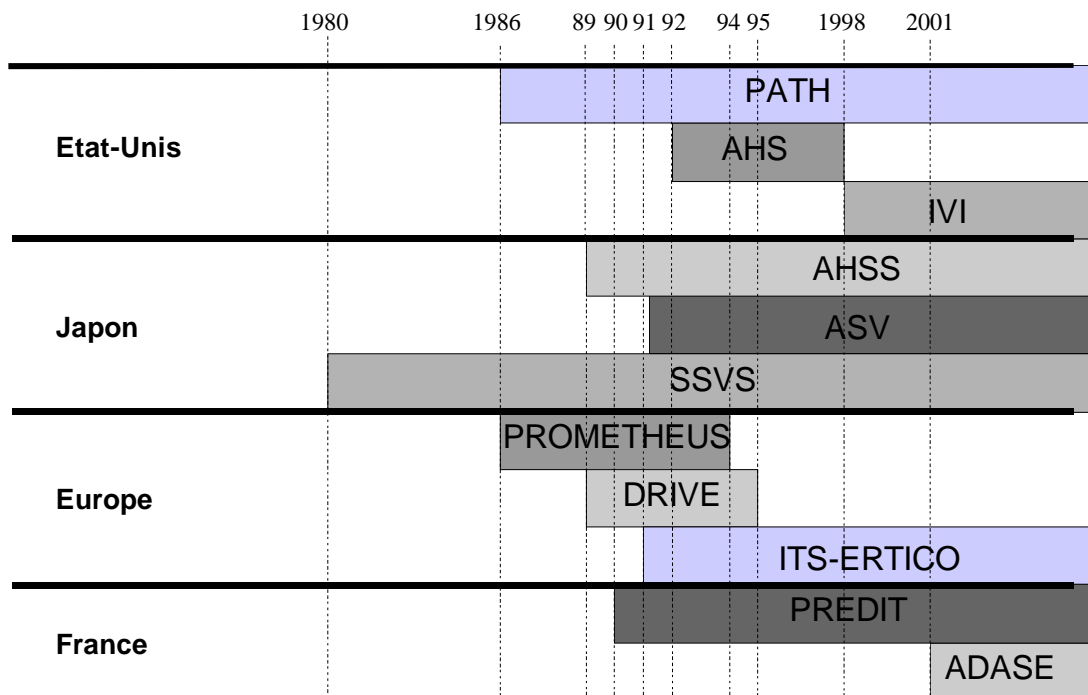 1980 1986 89 90 91 92 94 95 1998 2001
PATH
Etat-Unis
AHS
IVI
AHSS
Japon
ASV
SSVS
PROMETHEUS
Europe
DRIVE
ITS-ERTICO
PREDIT
France
ADASE